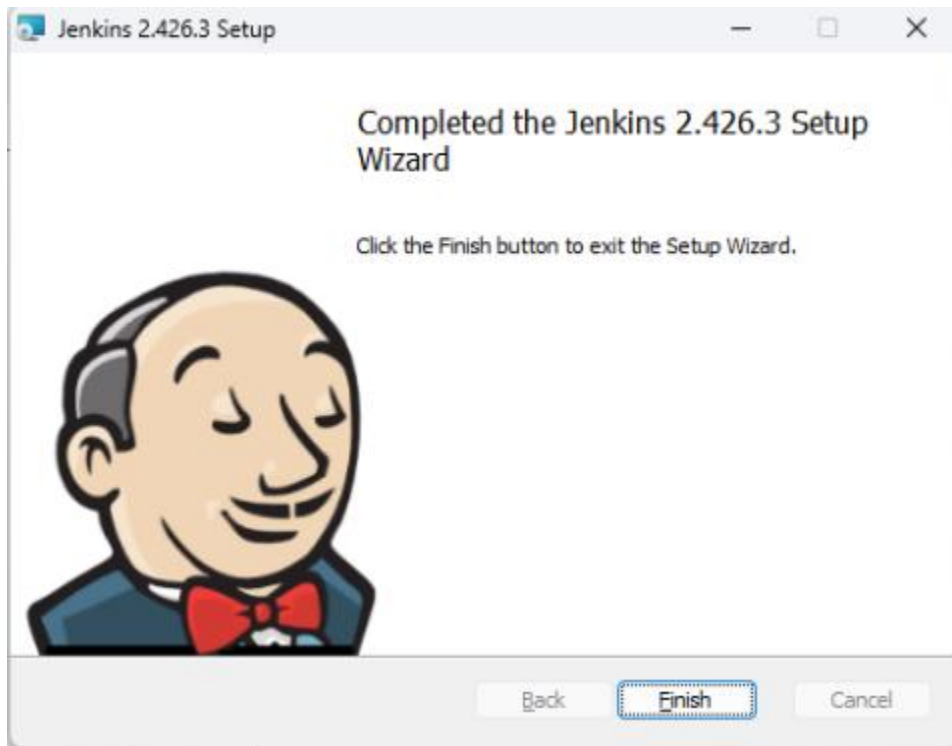 Jenkins 2.426.3 Setup
Completed the Jenkins 2.426.3 Setup
Wizard
Click the Finish button to exit the Setup Wizard.
Back
Finish
Cancel